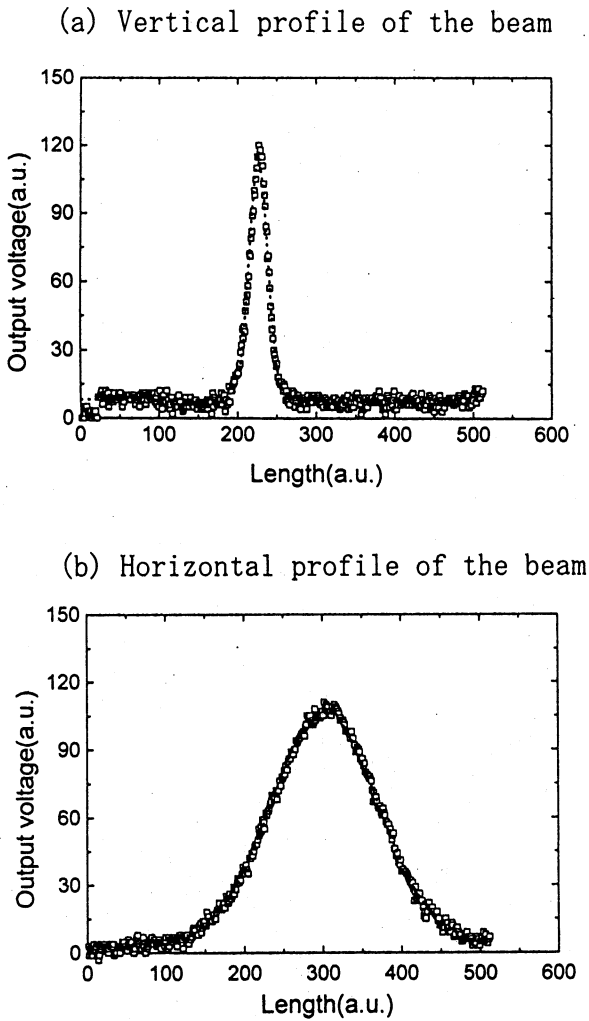 (a) Vertical profile of the beam
150
120
90
60
30
0
Output voltage(a.u.)
0 100 200 300 400 500 600
Length(a.u.)
(b) Horizontal profile of the beam
150
120
90
60
30
0
Output voltage(a.u.)
0 100 200 300 400 500 600
Length(a.u.)